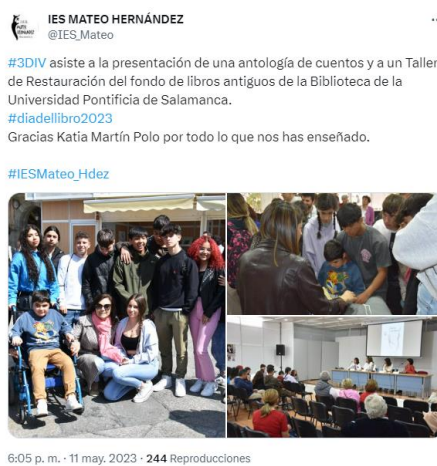 IES MATEO HERNÁNDEZ
@IES_Mateo
#3DIV asiste a la presentación de una antología de cuentos y a un Taller
de Restauración del fondo de libros antiguos de la Biblioteca de la
Universidad Pontificia de Salamanca.
#diadellibro2023
Gracias Katia Martín Polo por todo lo que nos has enseñado.
#IESMateo_Hdez
6:05 p. m. · 11 may. 2023 · 244 Reproducciones